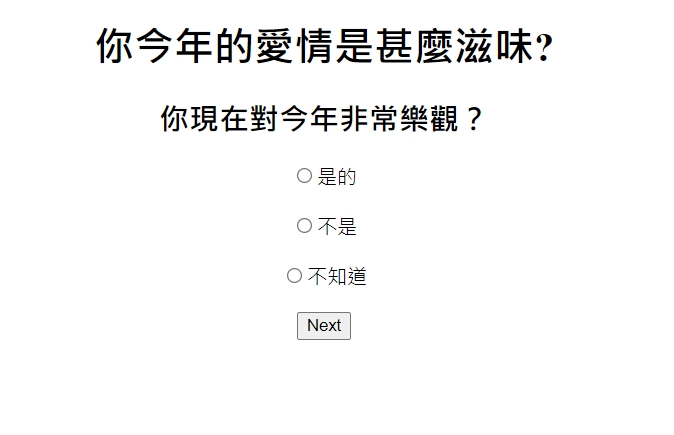 你今年的愛情是甚麼滋味?
你現在對今年非常樂觀？
是的
不是
不知道
Next